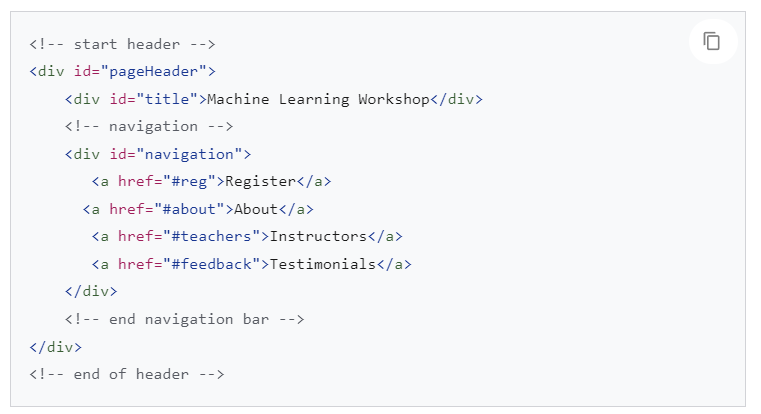 <!-- start header -->
<div id="pageHeader">
    <div id="title">Machine Learning Workshop</div>
    <!-- navigation -->
    <div id="navigation">
       <a href="#reg">Register</a>
      <a href="#about">About</a>
       <a href="#teachers">Instructors</a>
       <a href="#feedback">Testimonials</a>
    </div>
    <!-- end navigation bar -->
</div>
<!-- end of header -->